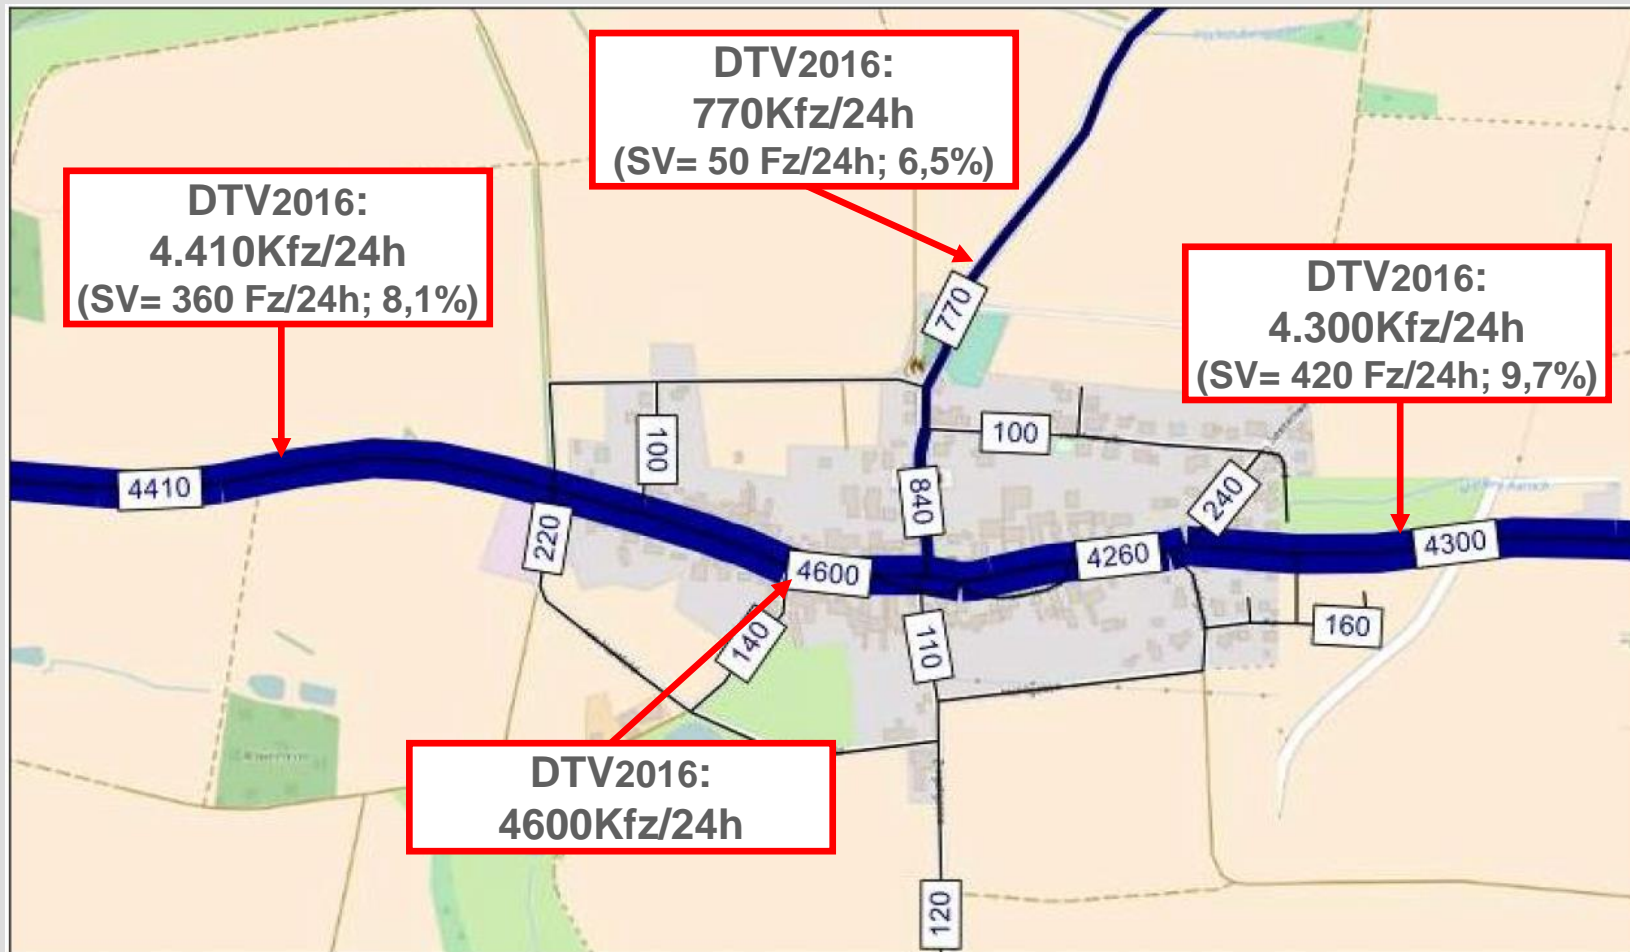 DTV2016:
770Kfz/24h
(SV= 50 Fz/24h; 6,5%)
DTV2016:
4.410Kfz/24h
(SV= 360 Fz/24h; 8,1%)
DTV2016:
4.300Kfz/24h
(SV= 420 Fz/24h; 9,7%)
770
100
100
4410
840
240
220
4600
4260
4300
140
110
160
DTV2016:
4600Kfz/24h
120